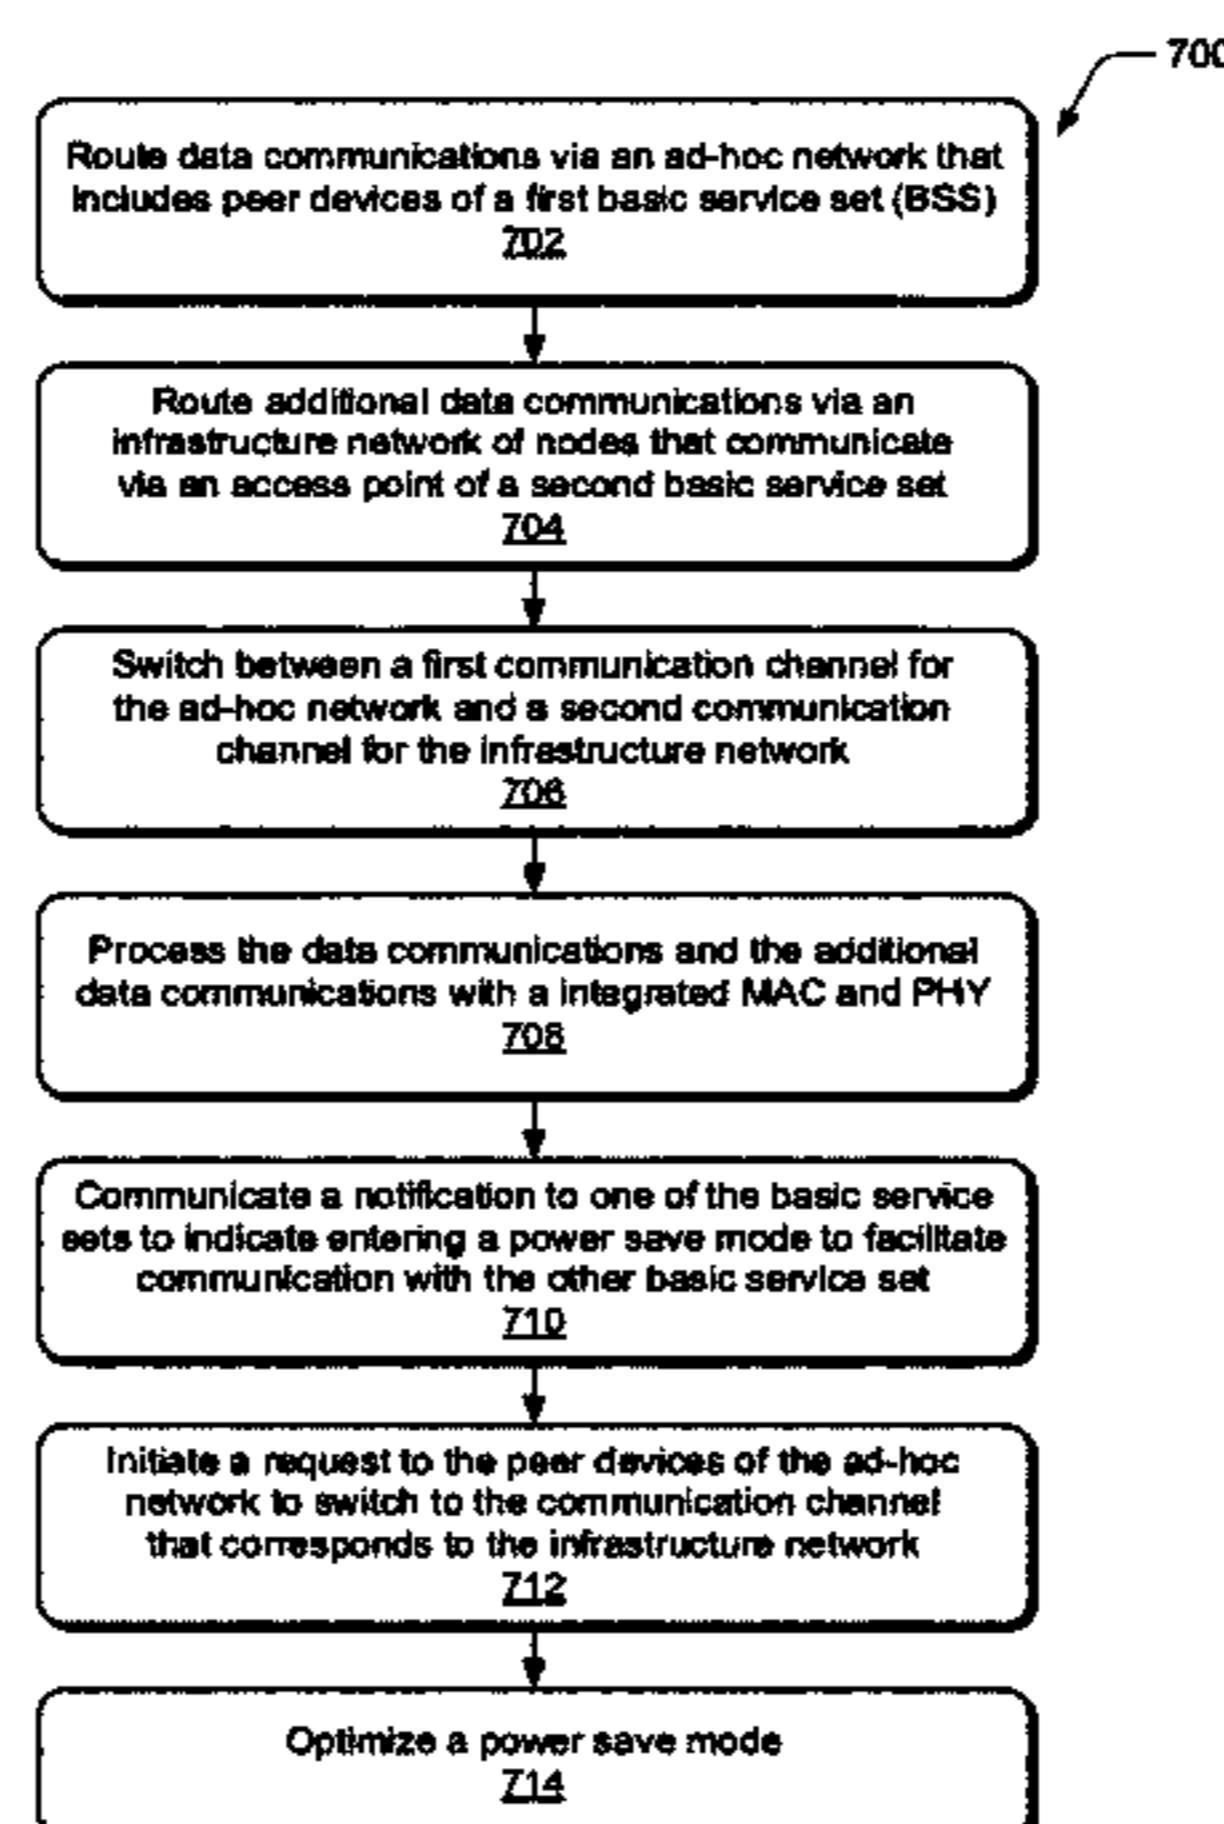 700
Route data communications via an ad-hoc network that
includes peer devices of a first basic service set (BSS)
702
Route additional data communications via an
infrastructure network of nodes that communicate
via an access point of a second basic service set
704
Switch between a first communication channel for
the ad-hoc network and a second communication
channel for the infrastructure network
706
Process the data communications and the additional
data communications with a integrated MAC and PHY
708
Communicate a notification to one of the basic service
sets to indicate entering a power save mode to facilitate
communication with the other basic service set
710
Initiate a request to the peer devices of the ad-hoc
network to switch to the communication channel
that corresponds to the infrastructure network
712
Optimize a power save mode
714